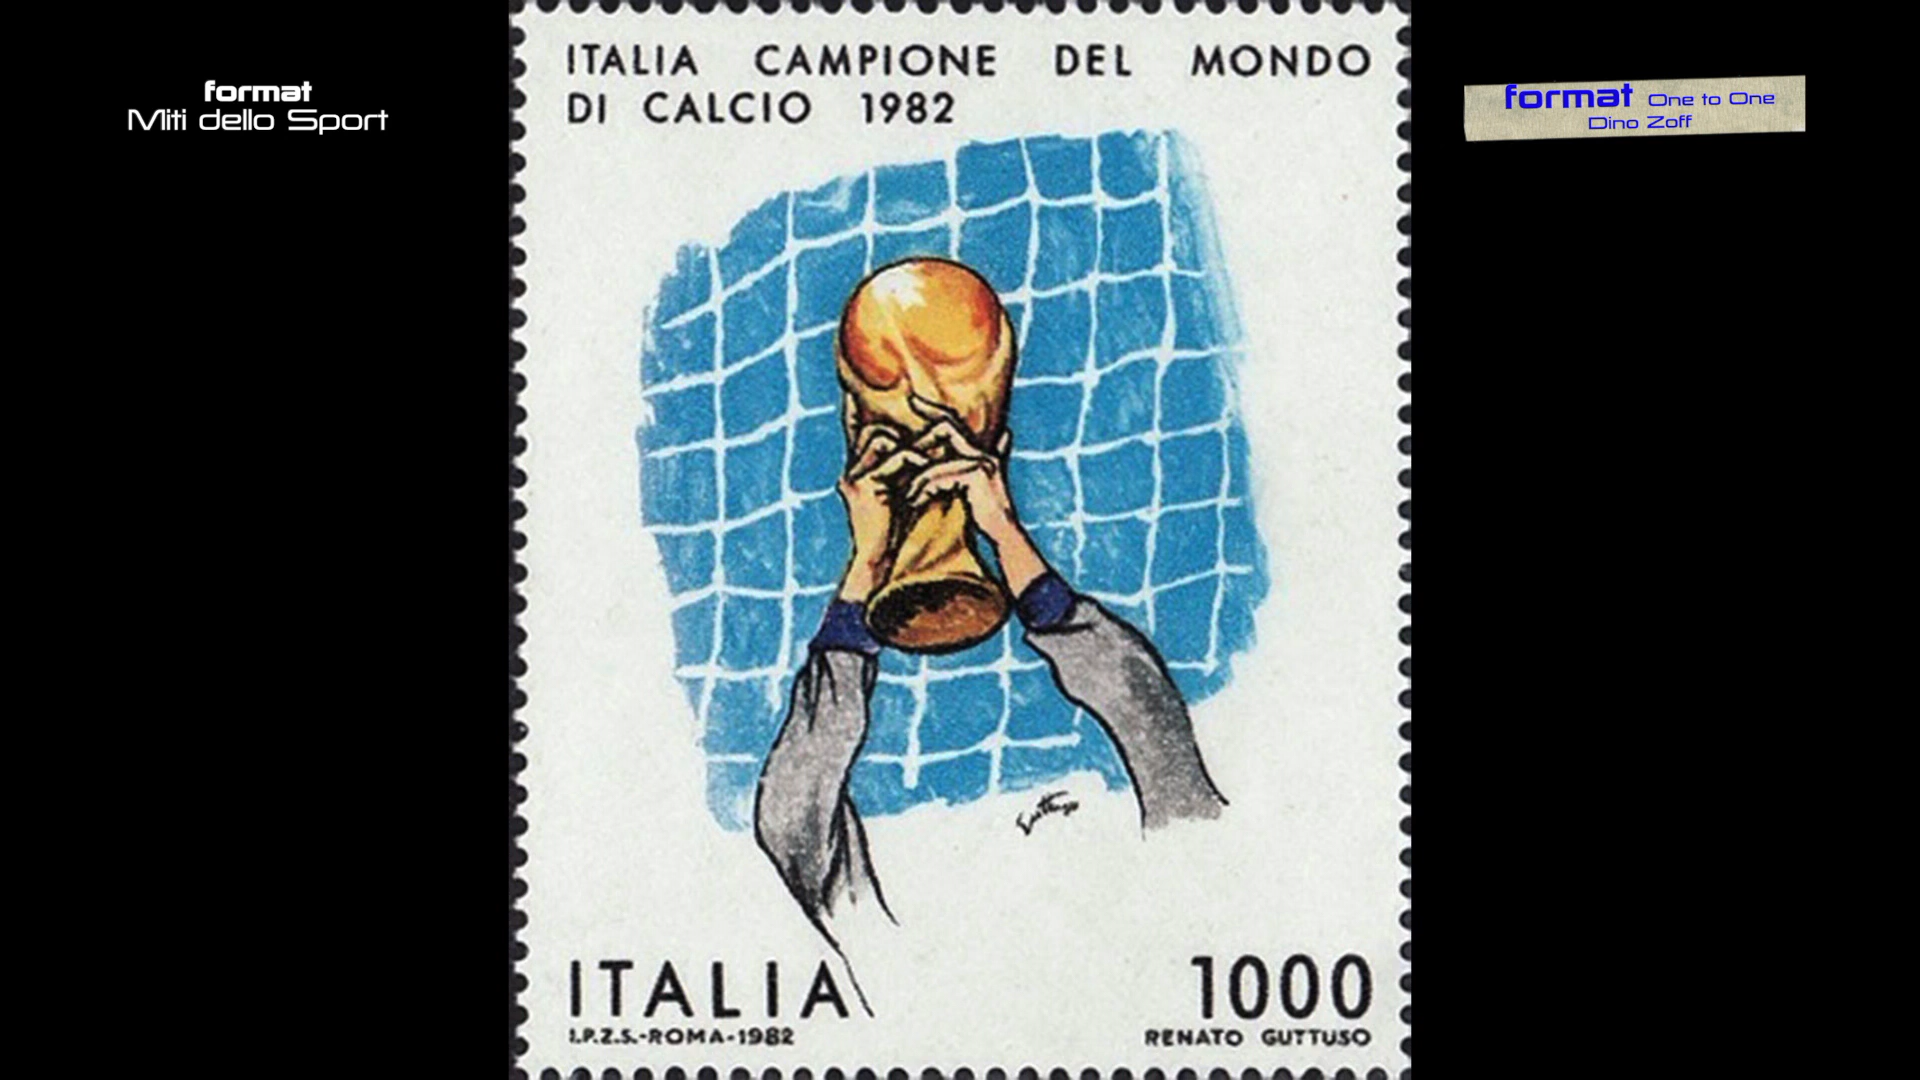 format
Miti dello Sport
format One to One
Dino Zoff
ITALIA CAMPIONE DEL MONDO
DI CALCIO 1982
Guttuso
ITALIA
1000
I.P.Z.S.-ROMA-1982
RENATO GUTTUSO